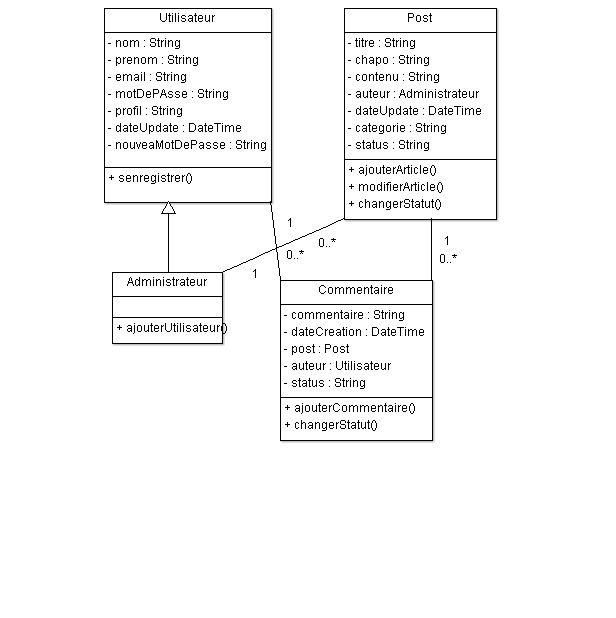 Utilisateur
- nom : String
- prenom : String
- email : String
- motDePAsse : String
- profil : String
- dateUpdate : DateTime
- nouveaMotDePasse : String
+ senregistrer()
Post
- titre : String
- chapo : String
- contenu : String
- auteur : Administrateur
- dateUpdate : DateTime
- categorie : String
- status : String
+ ajouterArticle()
+ modifierArticle()
+ changerStatut()
1
0..*
0..*
1
1
0..*
Administrateur
+ ajouterUtilisateur()
Commentaire
- commentaire : String
- dateCreation : DateTime
- post : Post
- auteur : Utilisateur
- status : String
+ ajouterCommentaire()
+ changerStatut()